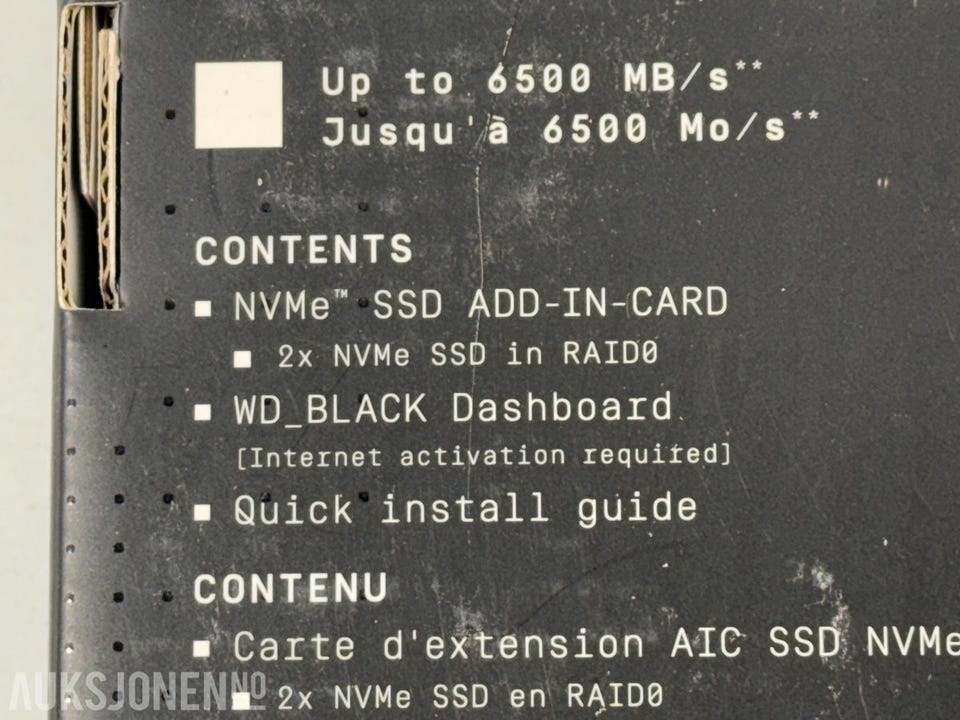 Up to 6500 MB/s**
Jusqu'à 6500 Mo/s**
CONTENTS
NVMe™ SSD ADD-IN-CARD
2x NVMe SSD in RAID0
WD_BLACK Dashboard
[Internet activation required]
Quick install guide
CONTENU
Carte d'extension AIC SSD NVMe
2x NVMe SSD en RAID0
AUKSJONEN.NO